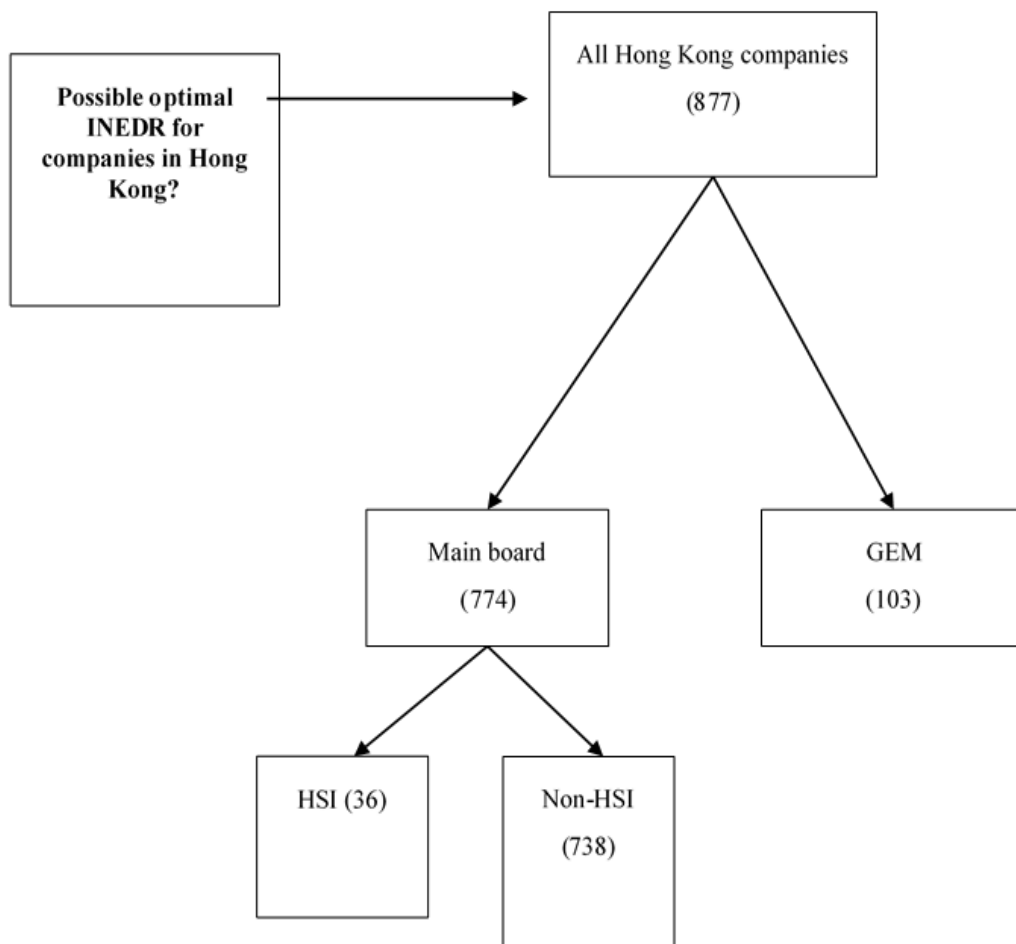 Possible optimal
INEDR for
companies in Hong
Kong?
All Hong Kong companies
(877)
Main board
(774)
GEM
(103)
HSI (36)
Non-HSI
(738)